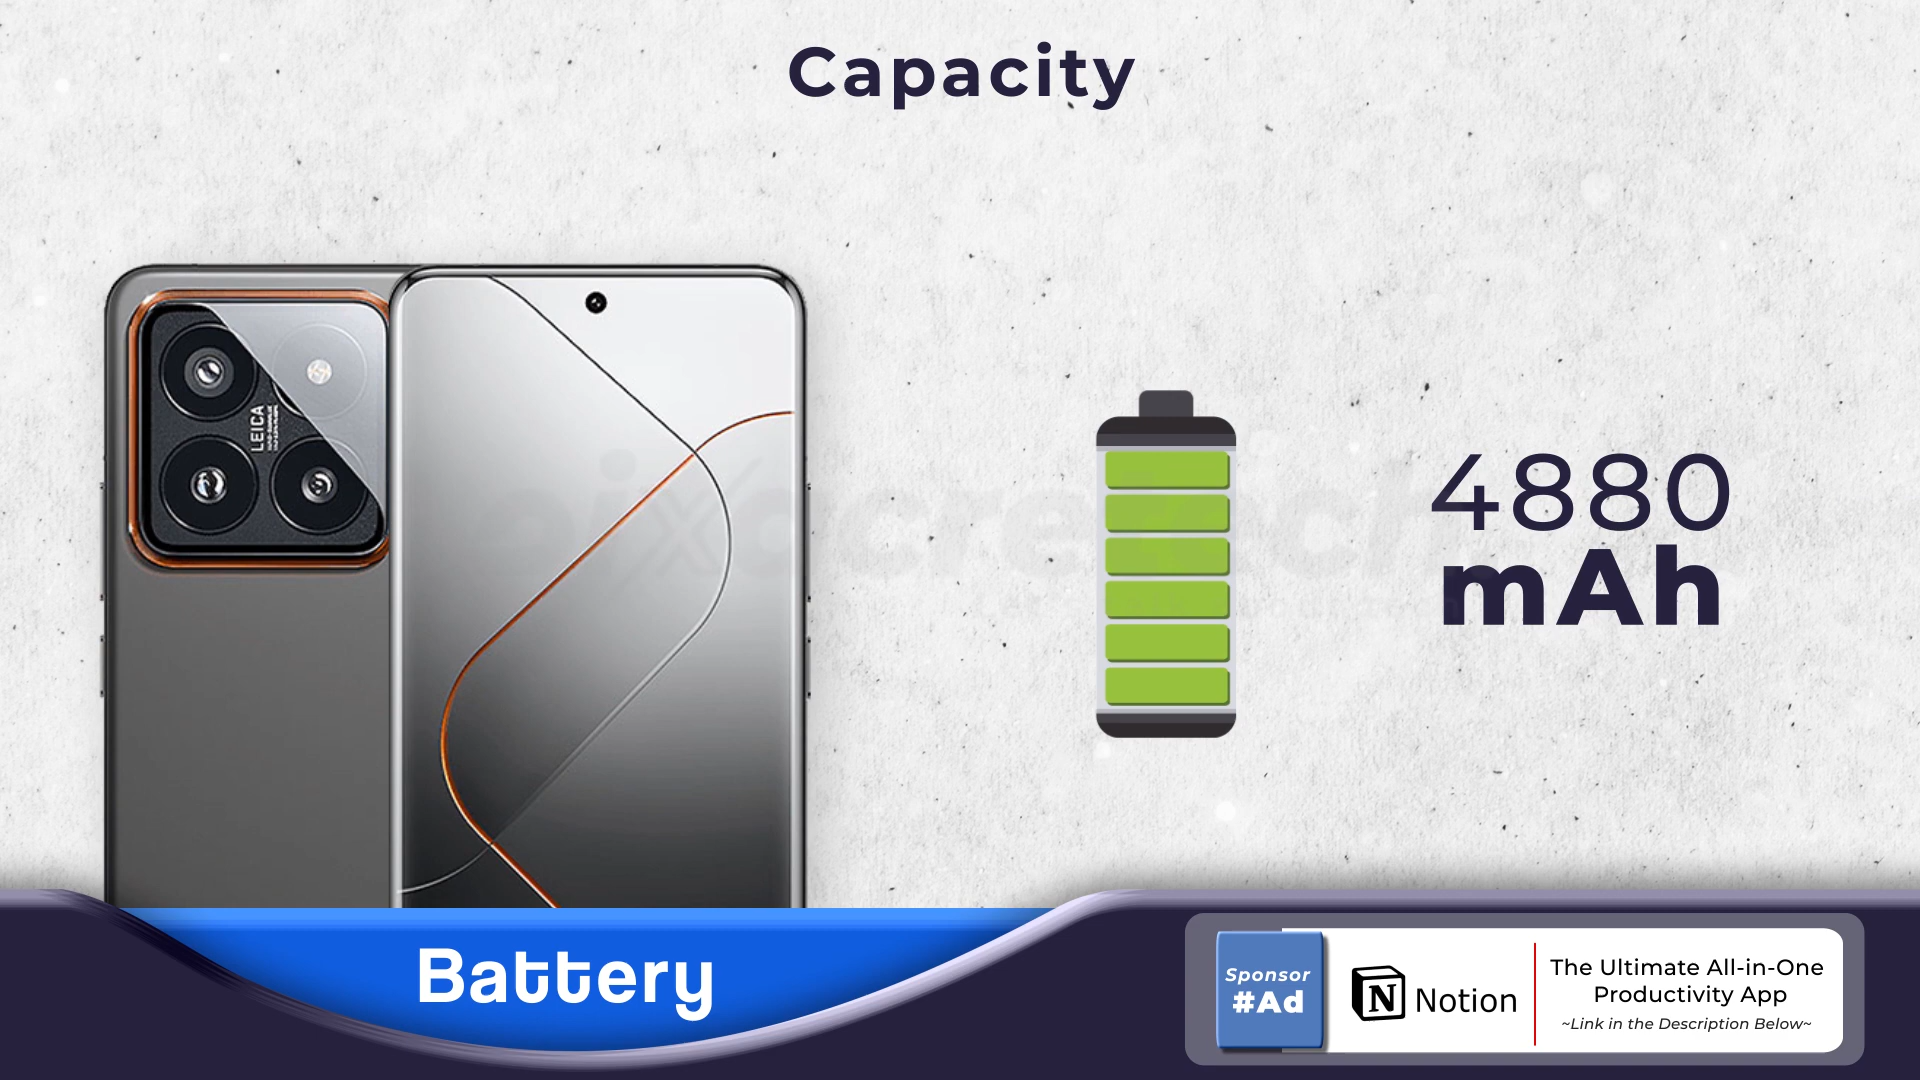 Capacity
LEICA
4880
mAh
Battery
Sponsor
#Ad
Notion
The Ultimate All-in-One
Productivity App
~Link in the Description Below~